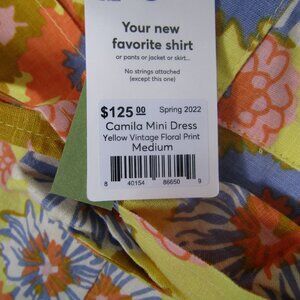 Your new
favorite shirt
or pants or jacket or skirt...
No strings attached
(except this one)
$125.00 Spring 2022
Camila Mini Dress
Yellow Vintage Floral Print
Medium
8 40154 86650 9